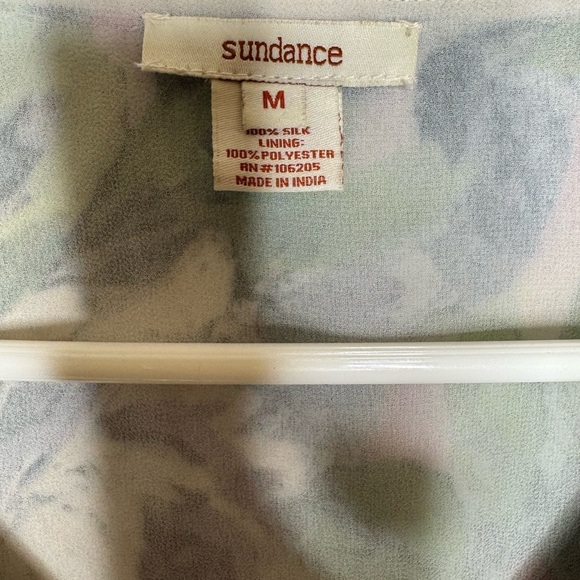 sundance
M
100% SILK
LINING:
100% POLYESTER
RN#106205
MADE IN INDIA